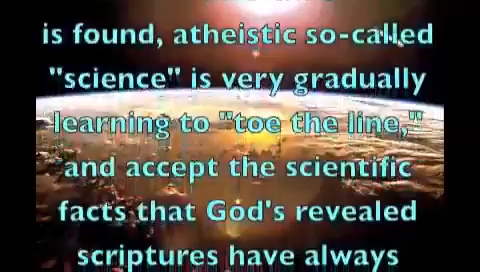 is found, atheistic so-called
"science" is very gradually
learning to "toe the line,"
and accept the scientific
facts that God's revealed
scriptures have always